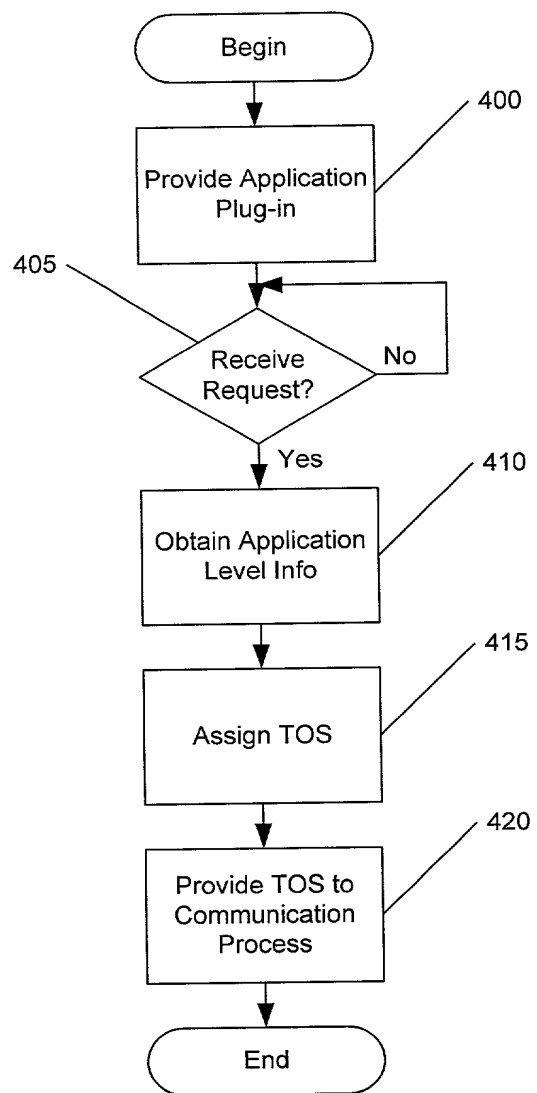 Begin
400
Provide Application
Plug-in
405
Receive
Request?
No
Yes
410
Obtain Application
Level Info
415
Assign TOS
420
Provide TOS to
Communication
Process
End